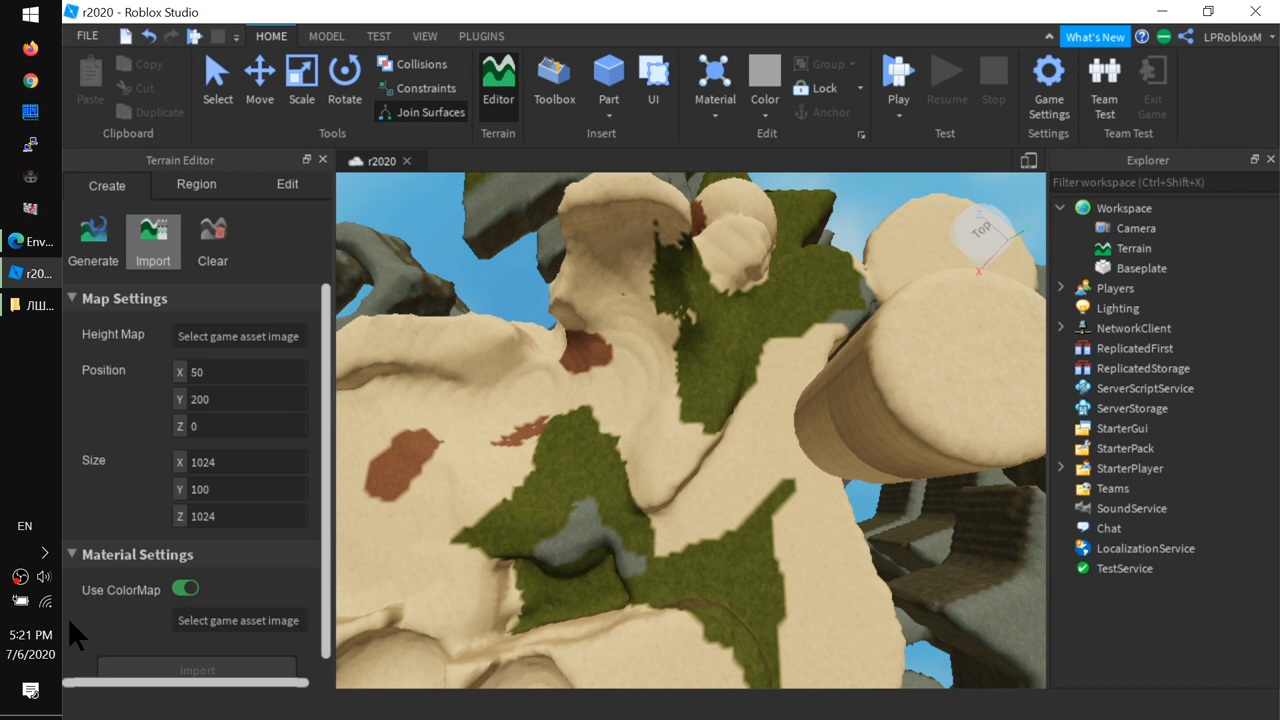 r2020 - Roblox Studio
FILE
HOME
MODEL
TEST
VIEW
PLUGINS
What's New
LPRobloxM
Paste
Copy
Cut
Duplicate
Clipboard
Select
Move
Scale
Rotate
Collisions
Constraints
Join Surfaces
Tools
Editor
Terrain
Toolbox
Part
UI
Insert
Material
Color
Group
Lock
Anchor
Edit
Play
Resume
Stop
Test
Game
Settings
Settings
Team
Test
Exit
Game
Team Test
Terrain Editor
Create
Region
Edit
Generate
Import
Clear
Map Settings
Height Map
Select game asset image
Position
X 50
Y 200
Z 0
Size
X 1024
Y 100
Z 1024
Material Settings
Use ColorMap
Select game asset image
Import
r2020
Top
Z
X
Explorer
Filter workspace (Ctrl+Shift+X)
Workspace
Camera
Terrain
Baseplate
Players
Lighting
NetworkClient
ReplicatedFirst
ReplicatedStorage
ServerScriptService
ServerStorage
StarterGui
StarterPack
StarterPlayer
Teams
SoundService
Chat
LocalizationService
TestService
Env...
r20...
ЛШ...
EN
5:21 PM
7/6/2020